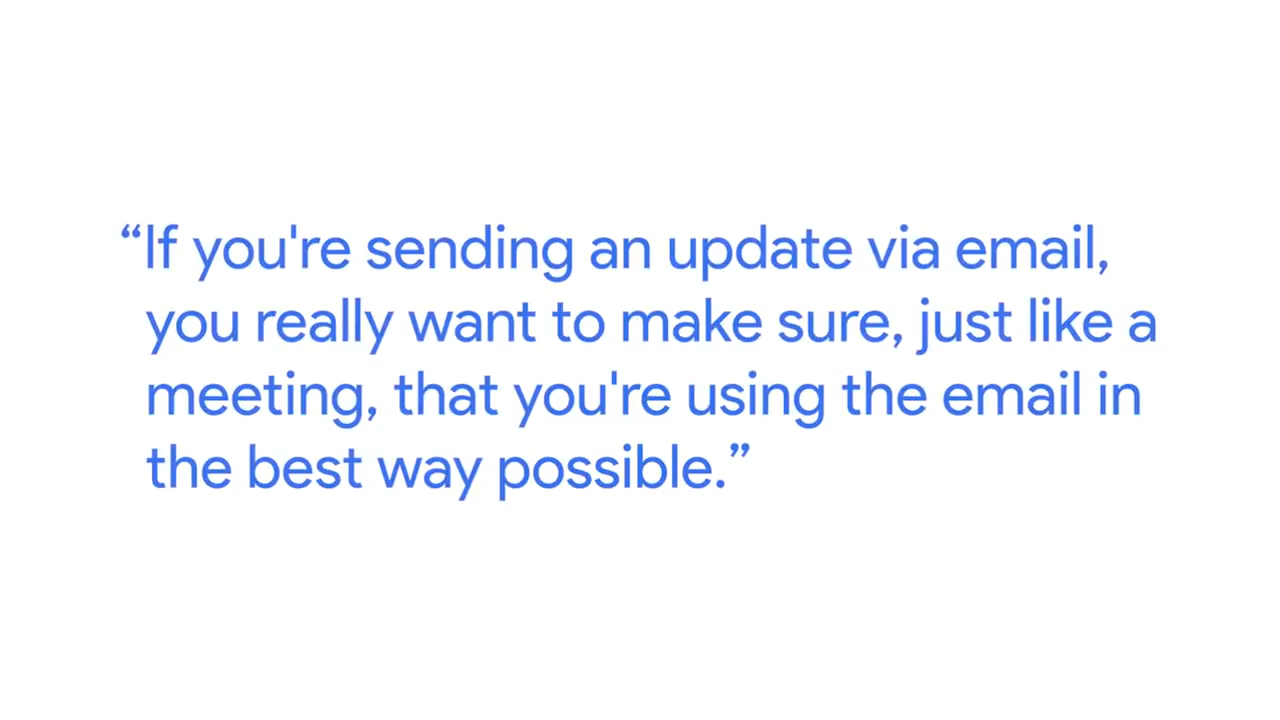 “If you're sending an update via email,
you really want to make sure, just like a
meeting, that you're using the email in
the best way possible.”